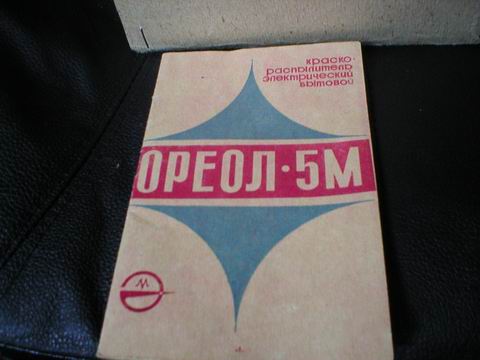 краско-
распылитель
электрический
бытовой
ОРЕОЛ·5М
М